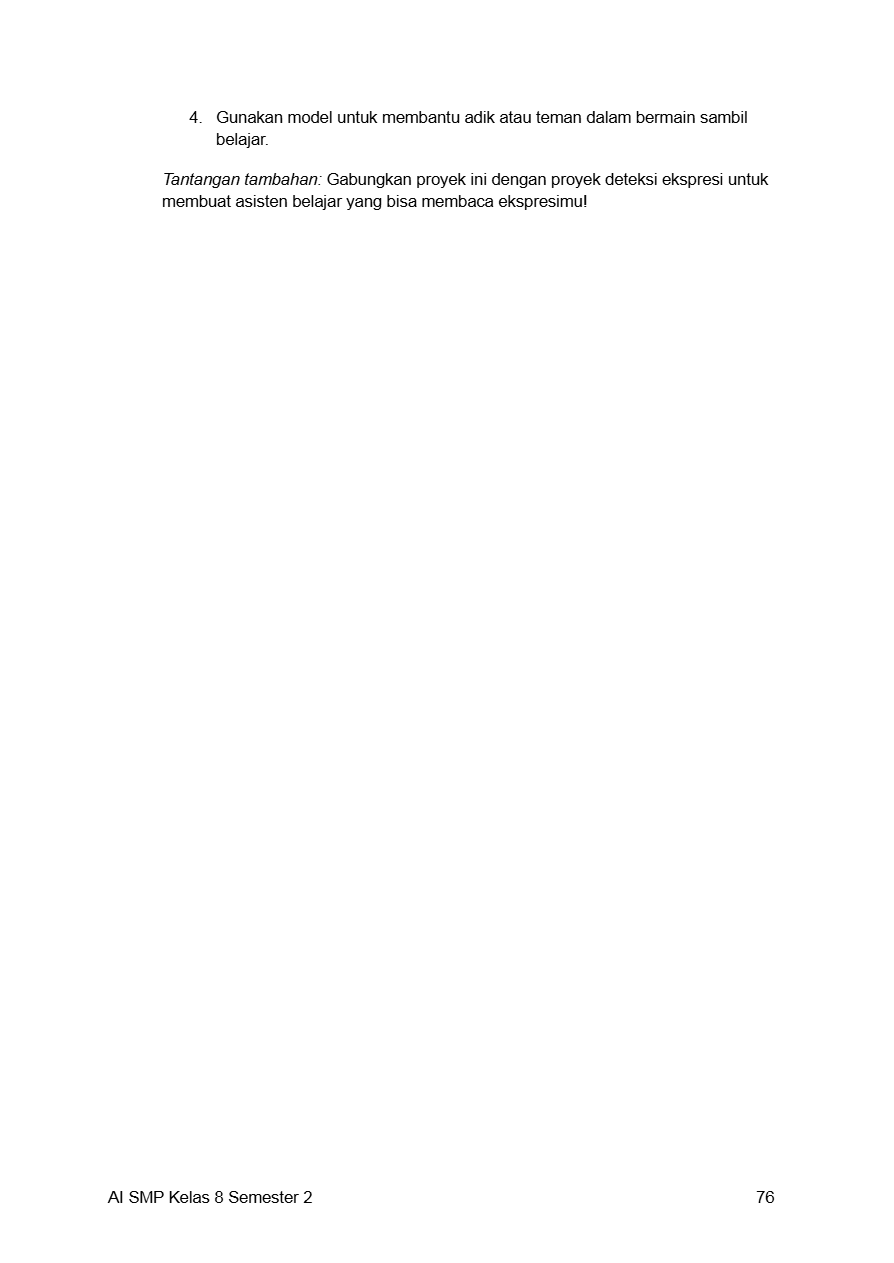 4. Gunakan model untuk membantu adik atau teman dalam bermain sambil
belajar.
Tantangan tambahan: Gabungkan proyek ini dengan proyek deteksi ekspresi untuk
membuat asisten belajar yang bisa membaca ekspresimu!
AI SMP Kelas 8 Semester 2 76